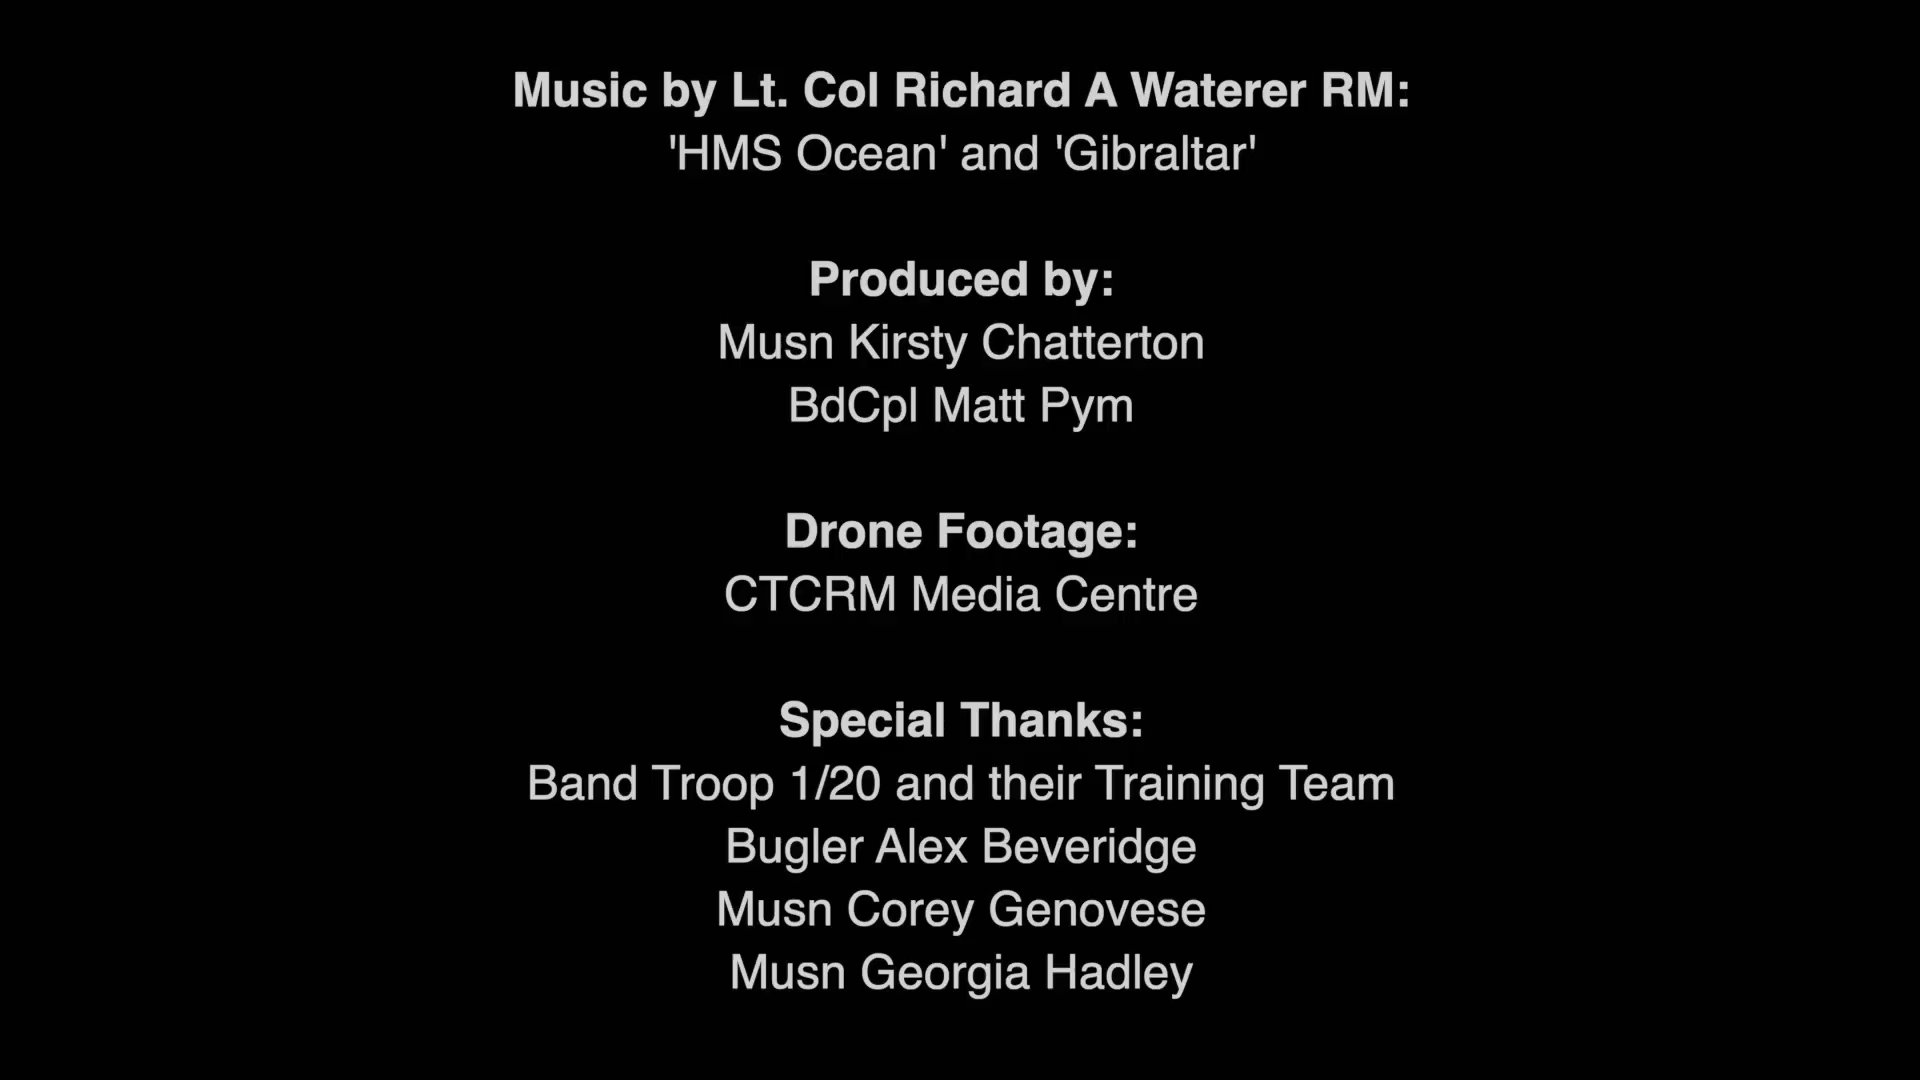 Music by Lt. Col Richard A Waterer RM:
'HMS Ocean' and 'Gibraltar'
Produced by:
Musn Kirsty Chatterton
BdCpl Matt Pym
Drone Footage:
CTCRM Media Centre
Special Thanks:
Band Troop 1/20 and their Training Team
Bugler Alex Beveridge
Musn Corey Genovese
Musn Georgia Hadley